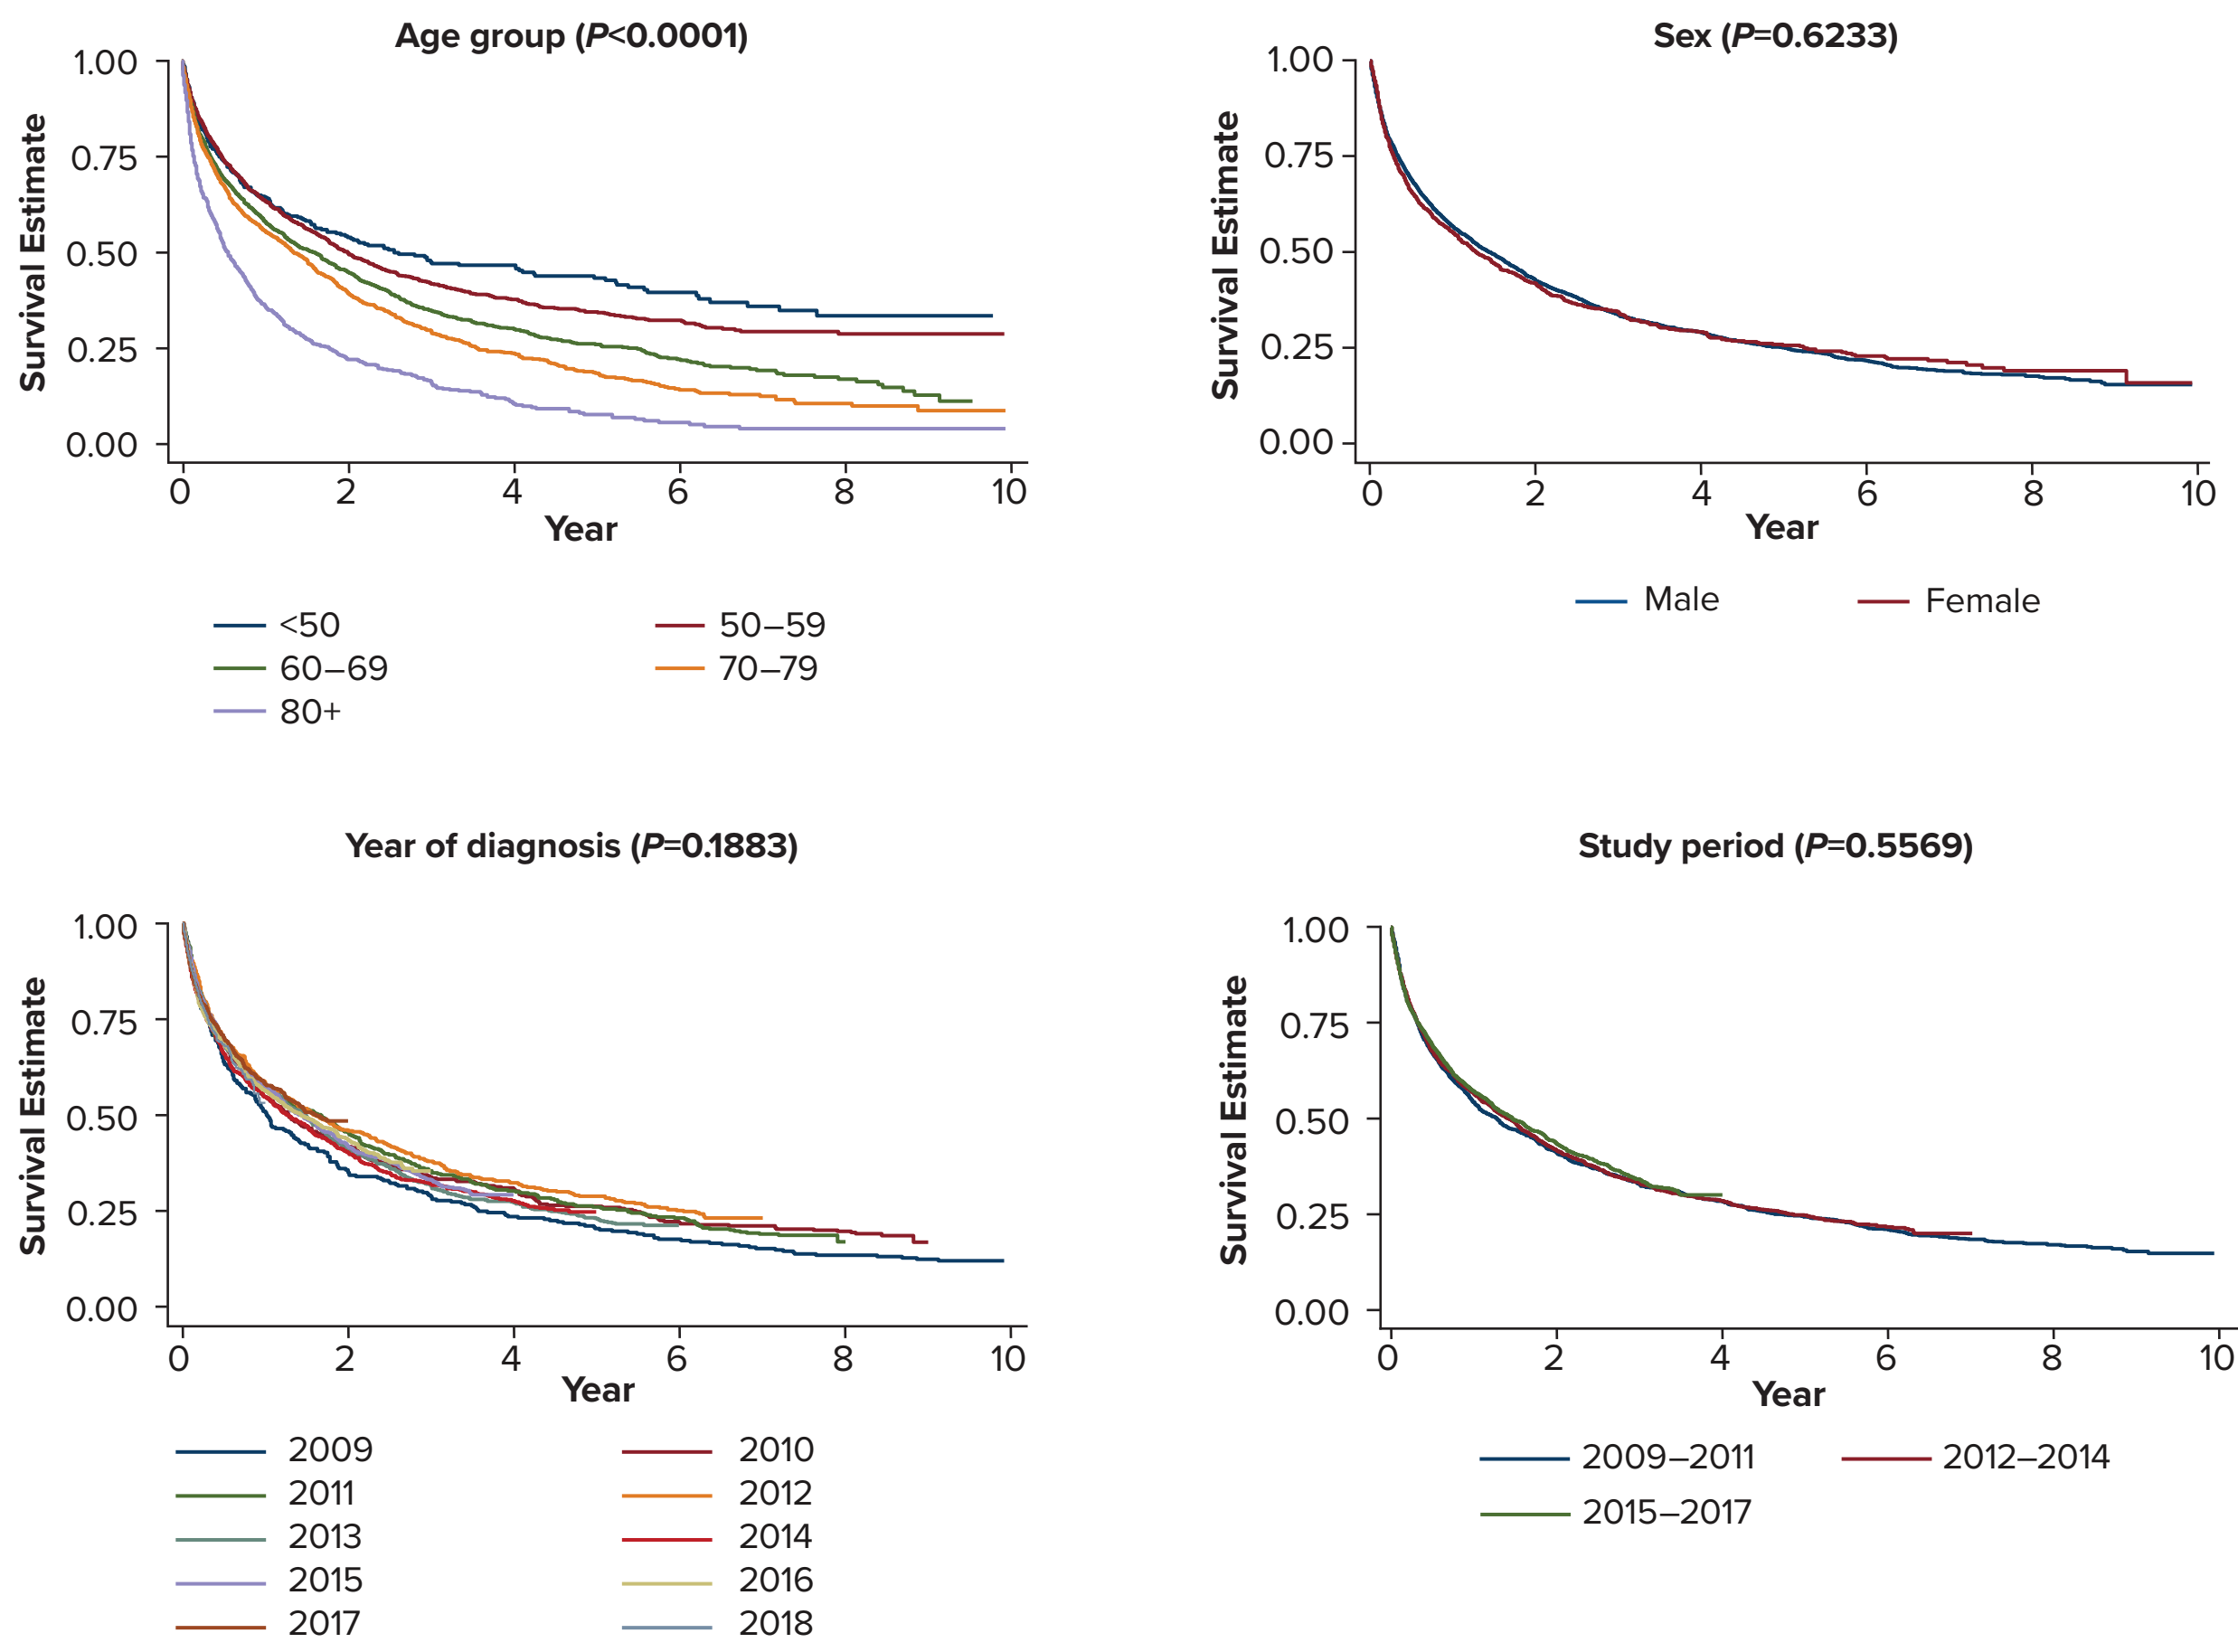 Age group (P<0.0001)
Survival Estimate
1.00
0.75
0.50
0.25
0.00
0 2 4 6 8 10
Year
<50 50–59
60–69 70–79
80+
Sex (P=0.6233)
Survival Estimate
1.00
0.75
0.50
0.25
0.00
0 2 4 6 8 10
Year
Male Female
Year of diagnosis (P=0.1883)
Survival Estimate
1.00
0.75
0.50
0.25
0.00
0 2 4 6 8 10
Year
2009 2010
2011 2012
2013 2014
2015 2016
2017 2018
Study period (P=0.5569)
Survival Estimate
1.00
0.75
0.50
0.25
0.00
0 2 4 6 8 10
Year
2009–2011 2012–2014
2015–2017